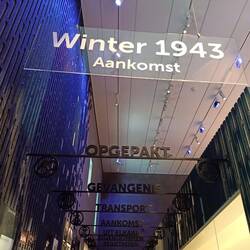 Winter 1943
Aankomst
OPGEPAKT
GEVANGENIS
TRANSPORT
AANKOMST